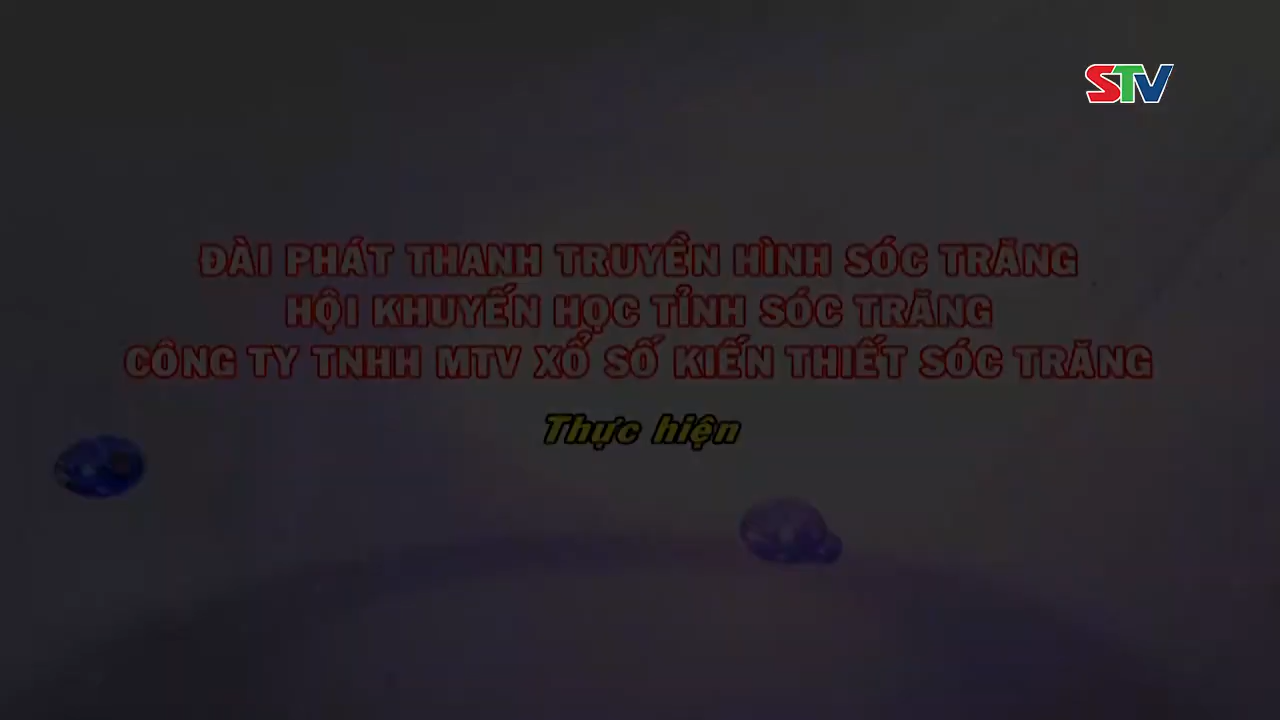 STV
ĐÀI PHÁT THANH TRUYỀN HÌNH SÓC TRĂNG
HỘI KHUYẾN HỌC TỈNH SÓC TRĂNG
CÔNG TY TNHH MTV XỔ SỐ KIẾN THIẾT SÓC TRĂNG
Thực hiện